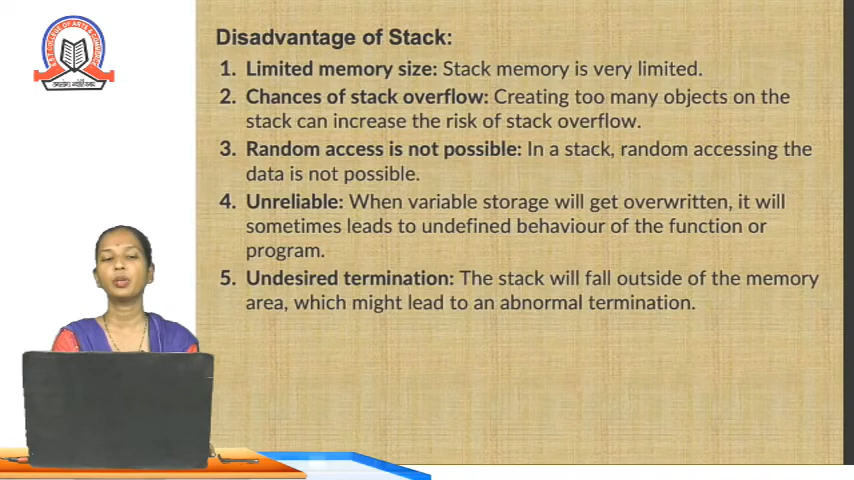 Disadvantage of Stack:
1. Limited memory size: Stack memory is very limited.
2. Chances of stack overflow: Creating too many objects on the
stack can increase the risk of stack overflow.
3. Random access is not possible: In a stack, random accessing the
data is not possible.
4. Unreliable: When variable storage will get overwritten, it will
sometimes leads to undefined behaviour of the function or
program.
5. Undesired termination: The stack will fall outside of the memory
area, which might lead to an abnormal termination.